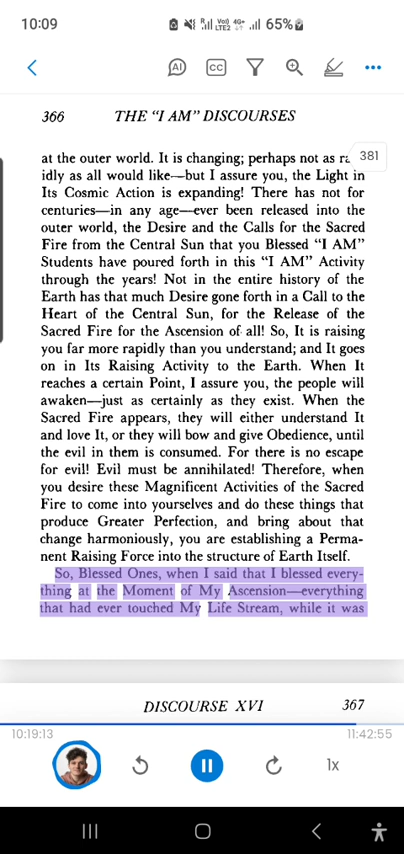 10:09
65%
AI
CC
366 THE "I AM" DISCOURSES
381
at the outer world. It is changing; perhaps not as ra
idly as all would like—but I assure you, the Light in
Its Cosmic Action is expanding! There has not for
centuries—in any age—ever been released into the
outer world, the Desire and the Calls for the Sacred
Fire from the Central Sun that you Blessed "I AM"
Students have poured forth in this "I AM" Activity
through the years! Not in the entire history of the
Earth has that much Desire gone forth in a Call to the
Heart of the Central Sun, for the Release of the
Sacred Fire for the Ascension of all! So, It is raising
you far more rapidly than you understand; and It goes
on in Its Raising Activity to the Earth. When It
reaches a certain Point, I assure you, the people will
awaken—just as certainly as they exist. When the
Sacred Fire appears, they will either understand It
and love It, or they will bow and give Obedience, until
the evil in them is consumed. For there is no escape
for evil! Evil must be annihilated! Therefore, when
you desire these Magnificent Activities of the Sacred
Fire to come into yourselves and do these things that
produce Greater Perfection, and bring about that
change harmoniously, you are establishing a Perma-
nent Raising Force into the structure of Earth Itself.
So, Blessed Ones, when I said that I blessed every-
thing at the Moment of My Ascension—everything
that had ever touched My Life Stream, while it was
DISCOURSE XVI 367
10:19:13 11:42:55
1x